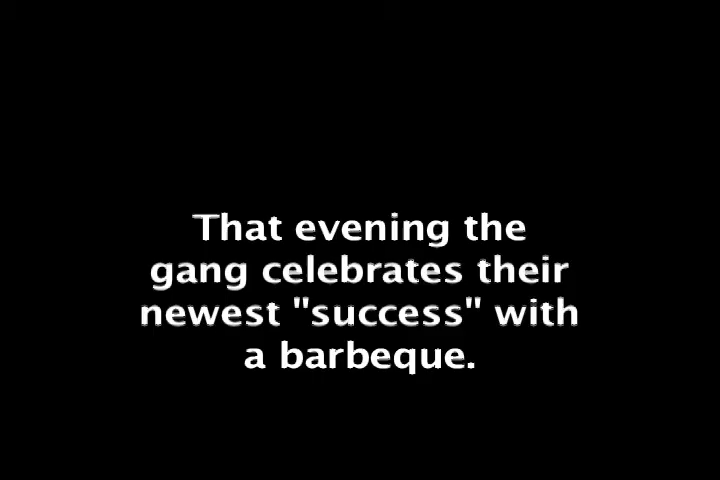 That evening the
gang celebrates their
newest "success" with
a barbeque.